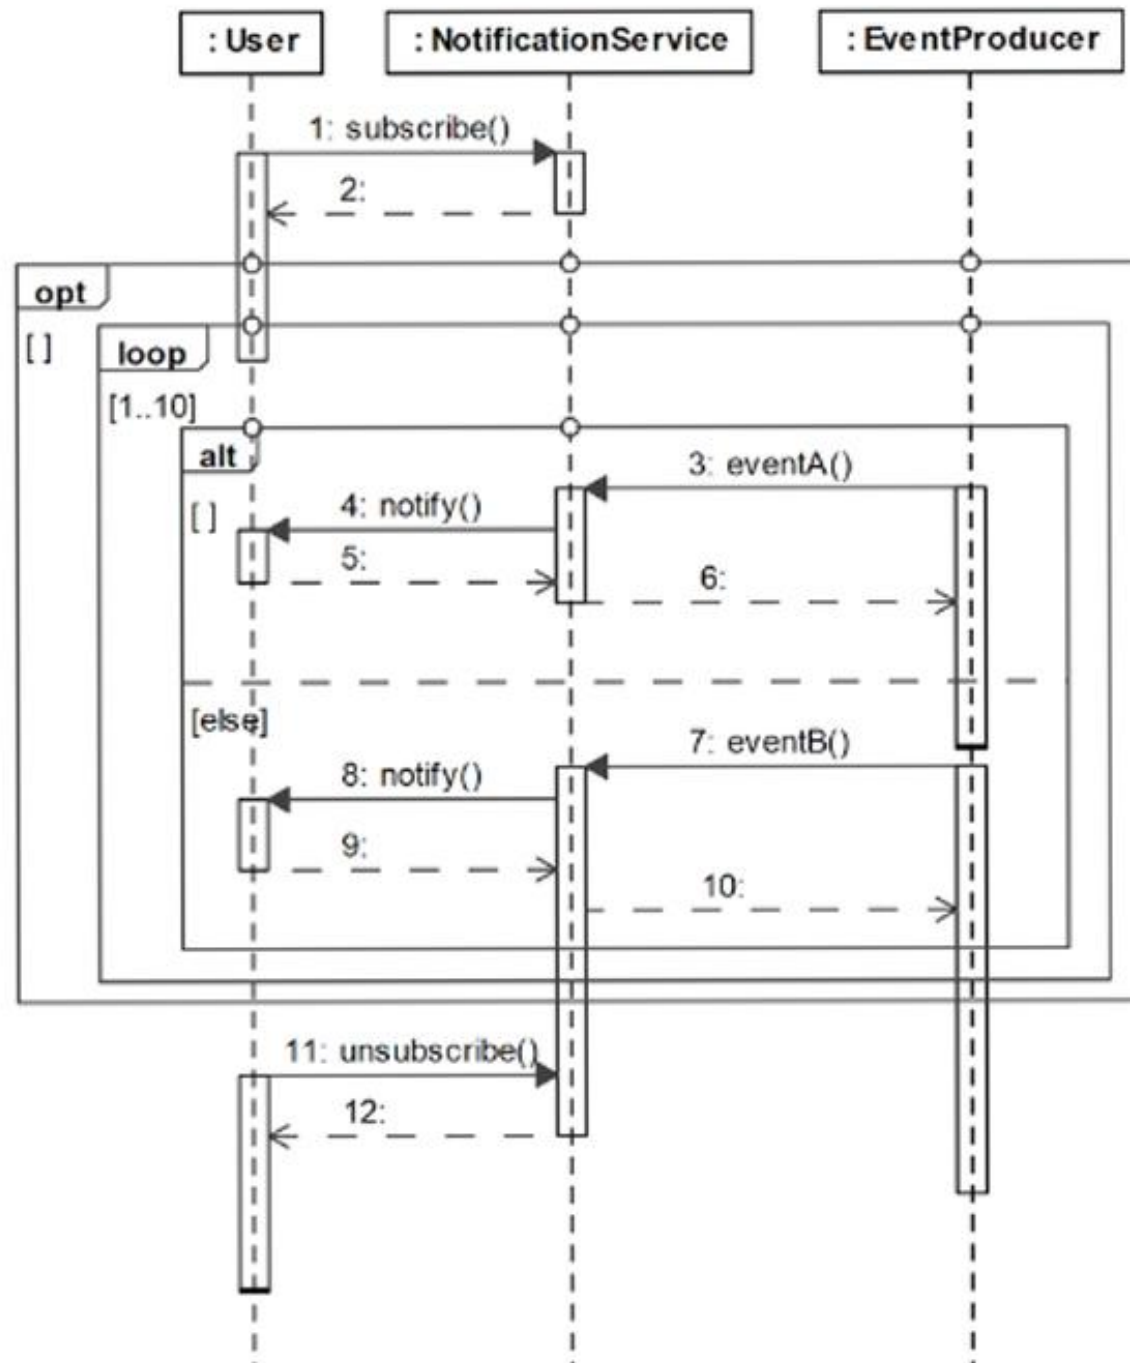 : User
: NotificationService
: EventProducer
1: subscribe()
2:
opt
[ ]
loop
[1..10]
alt
3: eventA()
[ ]
4: notify()
5:
6:
[else]
7: eventB()
8: notify()
9:
10:
11: unsubscribe()
12: